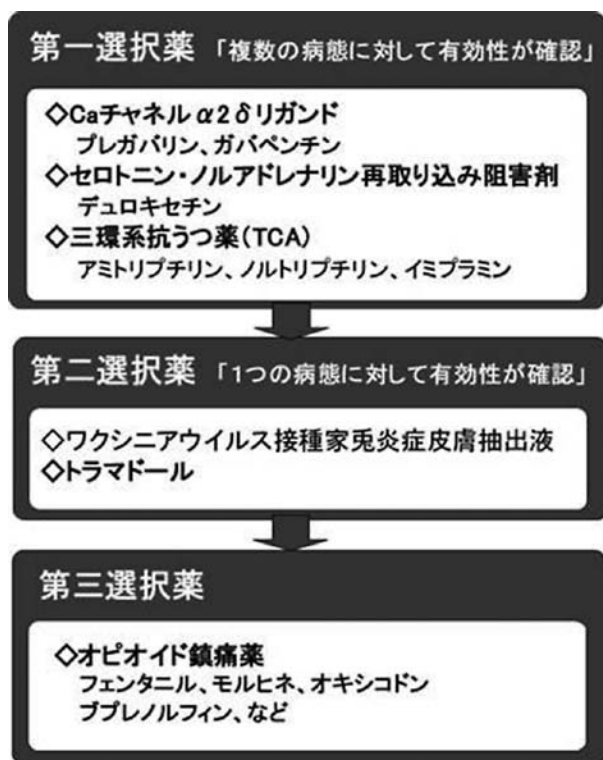 第一選択薬 「複数の病態に対して有効性が確認」
◇Caチャネルα2δリガンド
プレガバリン、ガバペンチン
◇セロトニン・ノルアドレナリン再取り込み阻害剤
デュロキセチン
◇三環系抗うつ薬(TCA)
アミトリプチリン、ノルトリプチリン、イミプラミン
第二選択薬 「1つの病態に対して有効性が確認」
◇ワクシニアウイルス接種家兎炎症皮膚抽出液
◇トラマドール
第三選択薬
◇オピオイド鎮痛薬
フェンタニル、モルヒネ、オキシコドン
ブプレノルフィン、など